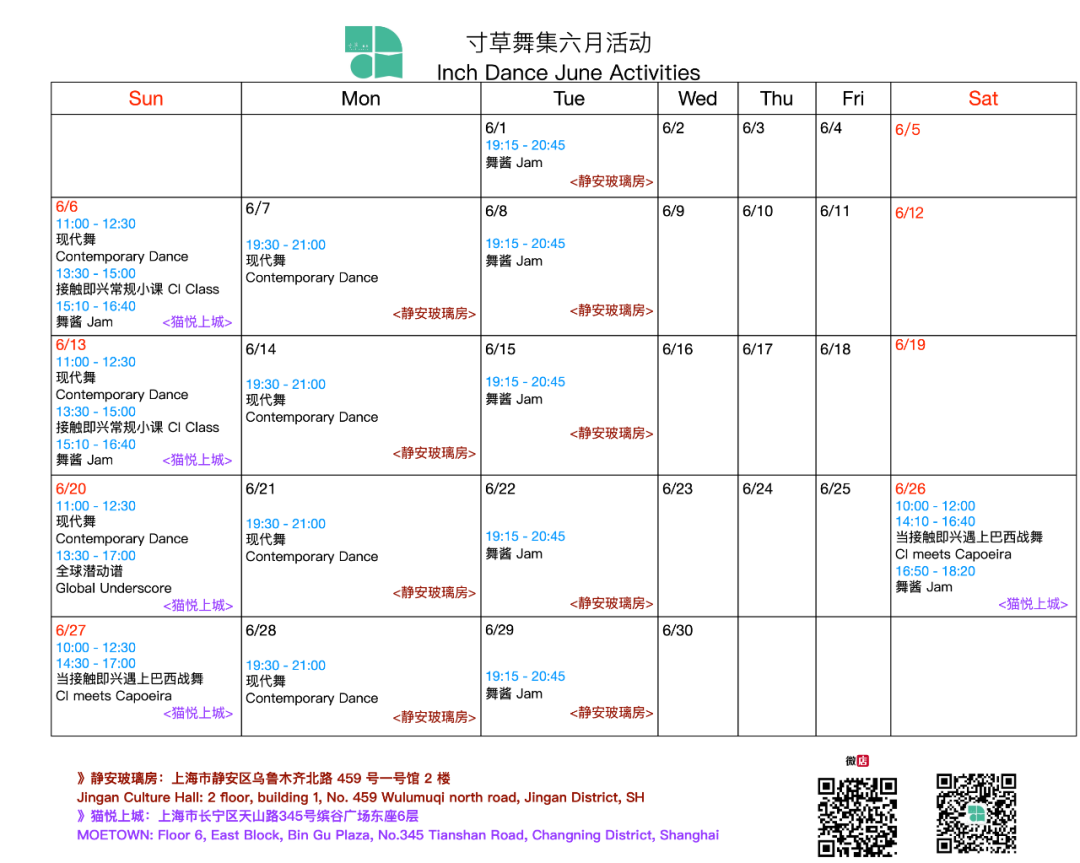 寸草舞集六月活动
Inch Dance June Activities
Sun Mon Tue Wed Thu Fri Sat
6/1
19:15 - 20:45
舞酱 Jam
<静安玻璃房>
6/2
6/3
6/4
6/5
6/6
11:00 - 12:30
现代舞
Contemporary Dance
13:30 - 15:00
接触即兴常规小课 CI Class
15:10 - 16:40
舞酱 Jam <猫悦上城>
6/7
19:30 - 21:00
现代舞
Contemporary Dance
<静安玻璃房>
6/8
19:15 - 20:45
舞酱 Jam
<静安玻璃房>
6/9
6/10
6/11
6/12
6/13
11:00 - 12:30
现代舞
Contemporary Dance
13:30 - 15:00
接触即兴常规小课 CI Class
15:10 - 16:40
舞酱 Jam <猫悦上城>
6/14
19:30 - 21:00
现代舞
Contemporary Dance
<静安玻璃房>
6/15
19:15 - 20:45
舞酱 Jam
<静安玻璃房>
6/16
6/17
6/18
6/19
6/20
11:00 - 12:30
现代舞
Contemporary Dance
13:30 - 17:00
全球潜动谱
Global Underscore
<猫悦上城>
6/21
19:30 - 21:00
现代舞
Contemporary Dance
<静安玻璃房>
6/22
19:15 - 20:45
舞酱 Jam
<静安玻璃房>
6/23
6/24
6/25
6/26
10:00 - 12:00
14:10 - 16:40
当接触即兴遇上巴西战舞
CI meets Capoeira
16:50 - 18:20
舞酱 Jam
<猫悦上城>
6/27
10:00 - 12:30
14:30 - 17:00
当接触即兴遇上巴西战舞
CI meets Capoeira
<猫悦上城>
6/28
19:30 - 21:00
现代舞
Contemporary Dance
<静安玻璃房>
6/29
19:15 - 20:45
舞酱 Jam
<静安玻璃房>
6/30
微店
》静安玻璃房：上海市静安区乌鲁木齐北路 459 号一号馆 2 楼
Jingan Culture Hall: 2 floor, building 1, No. 459 Wulumuqi north road, Jingan District, SH
》猫悦上城：上海市长宁区天山路345号缤谷广场东座6层
MOETOWN: Floor 6, East Block, Bin Gu Plaza, No.345 Tianshan Road, Changning District, Shanghai